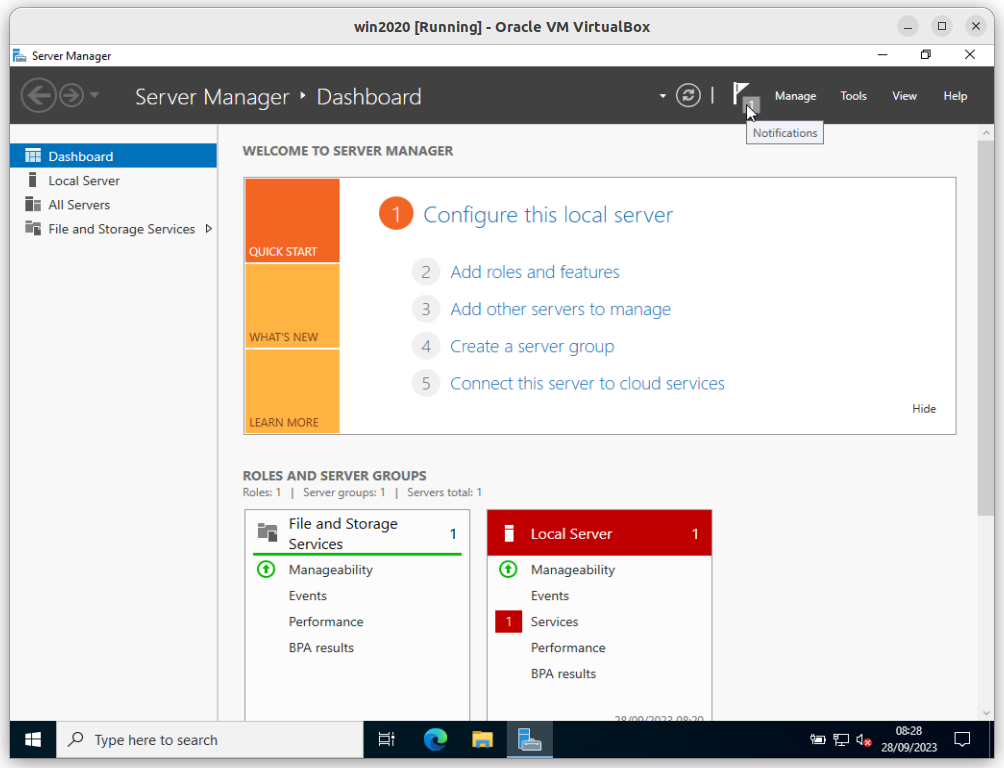 win2020 [Running] - Oracle VM VirtualBox
Server Manager
Server Manager ‣ Dashboard
1
Manage
Tools
View
Help
Notifications
Dashboard
Local Server
All Servers
File and Storage Services
WELCOME TO SERVER MANAGER
QUICK START
WHAT'S NEW
LEARN MORE
1 Configure this local server
2 Add roles and features
3 Add other servers to manage
4 Create a server group
5 Connect this server to cloud services
Hide
ROLES AND SERVER GROUPS
Roles: 1 | Server groups: 1 | Servers total: 1
File and Storage
Services
1
Manageability
Events
Performance
BPA results
Local Server 1
Manageability
Events
1 Services
Performance
BPA results
28/09/2023 08:20
Type here to search
08:28
28/09/2023